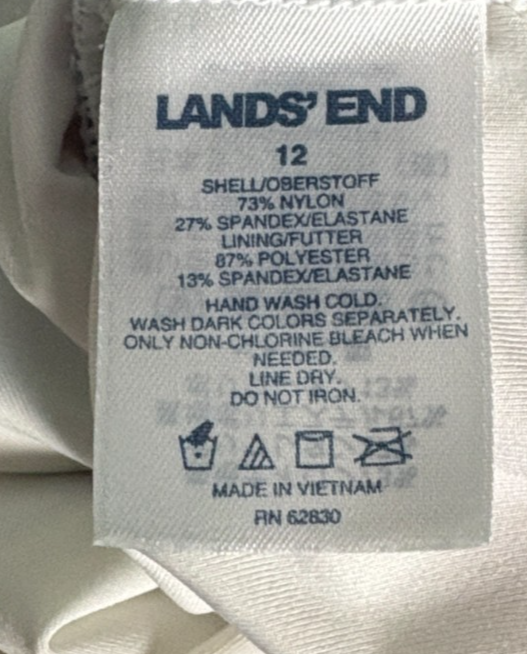 LANDS' END
12
SHELL/OBERSTOFF
73% NYLON
27% SPANDEX/ELASTANE
LINING/FUTTER
87% POLYESTER
13% SPANDEX/ELASTANE
HAND WASH COLD.
WASH DARK COLORS SEPARATELY.
ONLY NON-CHLORINE BLEACH WHEN
NEEDED.
LINE DRY.
DO NOT IRON.
MADE IN VIETNAM
RN 62830